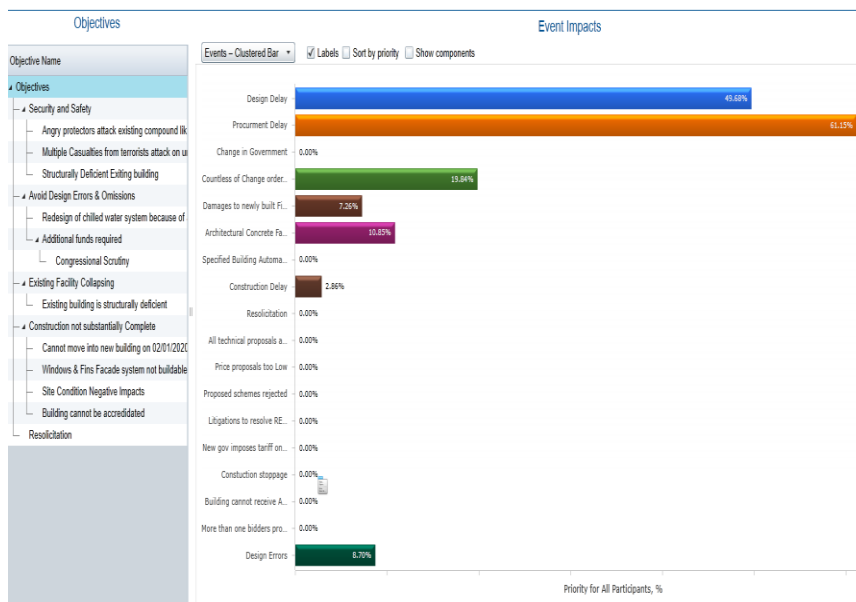 Objectives
Event Impacts
Objective Name
Events – Clustered Bar
Labels
Sort by priority
Show components
Objectives
Security and Safety
Angry protectors attack existing compound lik
Multiple Casualties from terrorists attack on u
Structurally Deficient Exiting building
Avoid Design Errors & Omissions
Redesign of chilled water system because of
Additional funds required
Congressional Scrutiny
Existing Facility Collapsing
Existing building is structurally deficient
Construction not substantially Complete
Cannot move into new building on 02/01/2020
Windows & Fins Facade system not buildable
Site Condition Negative Impacts
Building cannot be accredidated
Resolicitation
Design Delay 49.68%
Procurment Delay 61.15%
Change in Government 0.00%
Countless of Change order... 19.84%
Damages to newly built Fi... 7.26%
Architectural Concrete Fa... 10.85%
Specified Building Automa... 0.00%
Construction Delay 2.86%
Resolicitation 0.00%
All technical proposals a... 0.00%
Price proposals too Low 0.00%
Proposed schemes rejected 0.00%
Litigations to resolve RE... 0.00%
New gov imposes tariff on... 0.00%
Constuction stoppage 0.00%
Building cannot receive A... 0.00%
More than one bidders pro... 0.00%
Design Errors 8.70%
Priority for All Participants, %